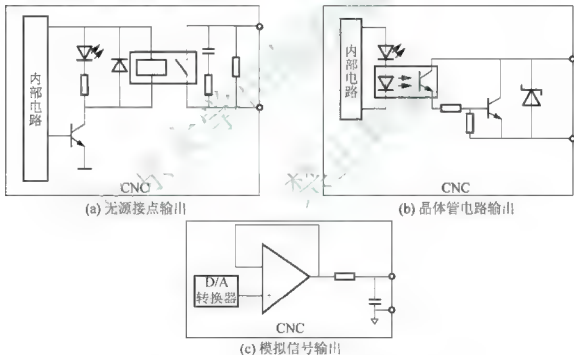 内部电路
CNC
(a) 无源接点输出
内部电路
CNC
(b) 晶体管电路输出
D/A
转换器
CNC
(c) 模拟信号输出